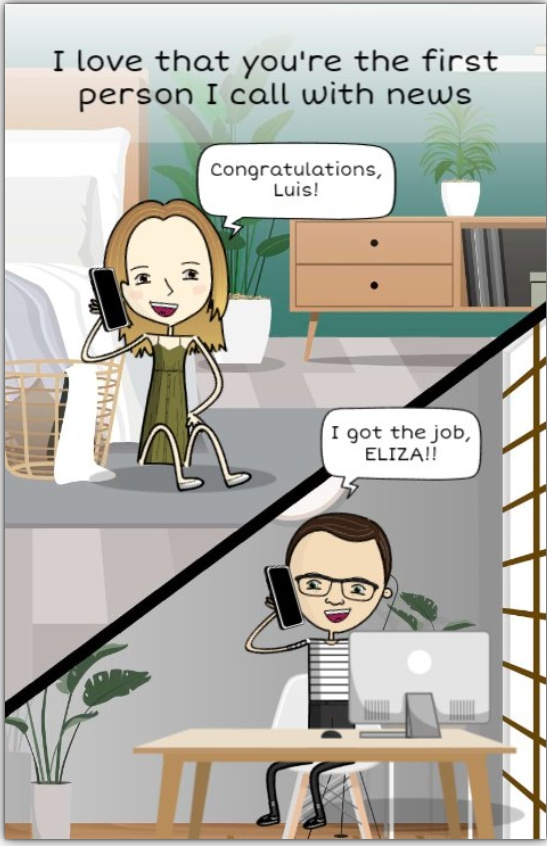 I love that you're the first
person I call with news
Congratulations,
Luis!
I got the job,
ELIZA!!